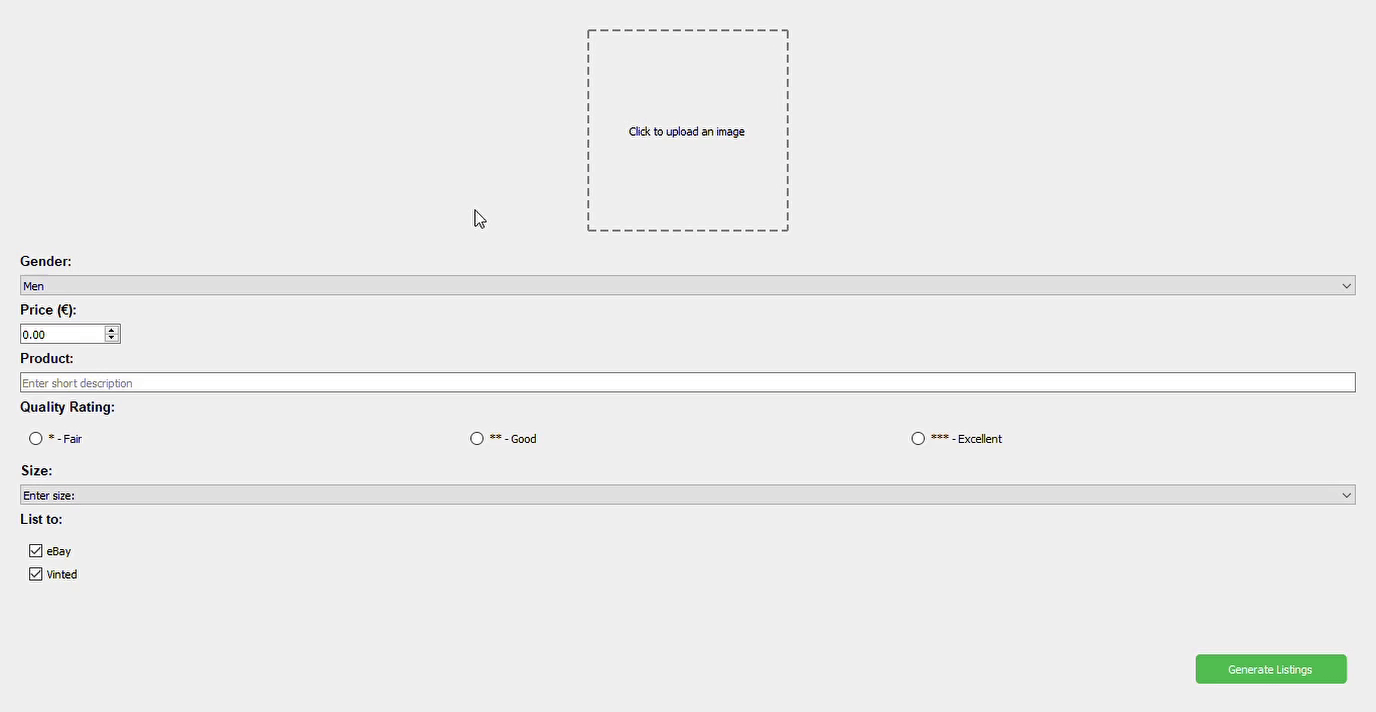 Click to upload an image
Gender:
Men
Price (€):
0.00
Product:
Enter short description
Quality Rating:
* - Fair ** - Good *** - Excellent
Size:
Enter size:
List to:
eBay
Vinted
Generate Listings